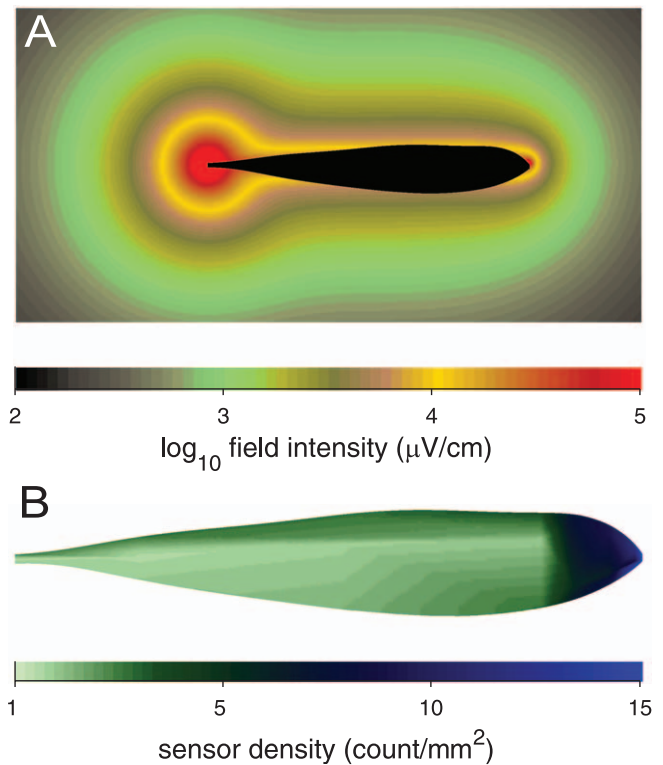 A
2 3 4 5
log10 field intensity (μV/cm)
B
1 5 10 15
sensor density (count/mm2)